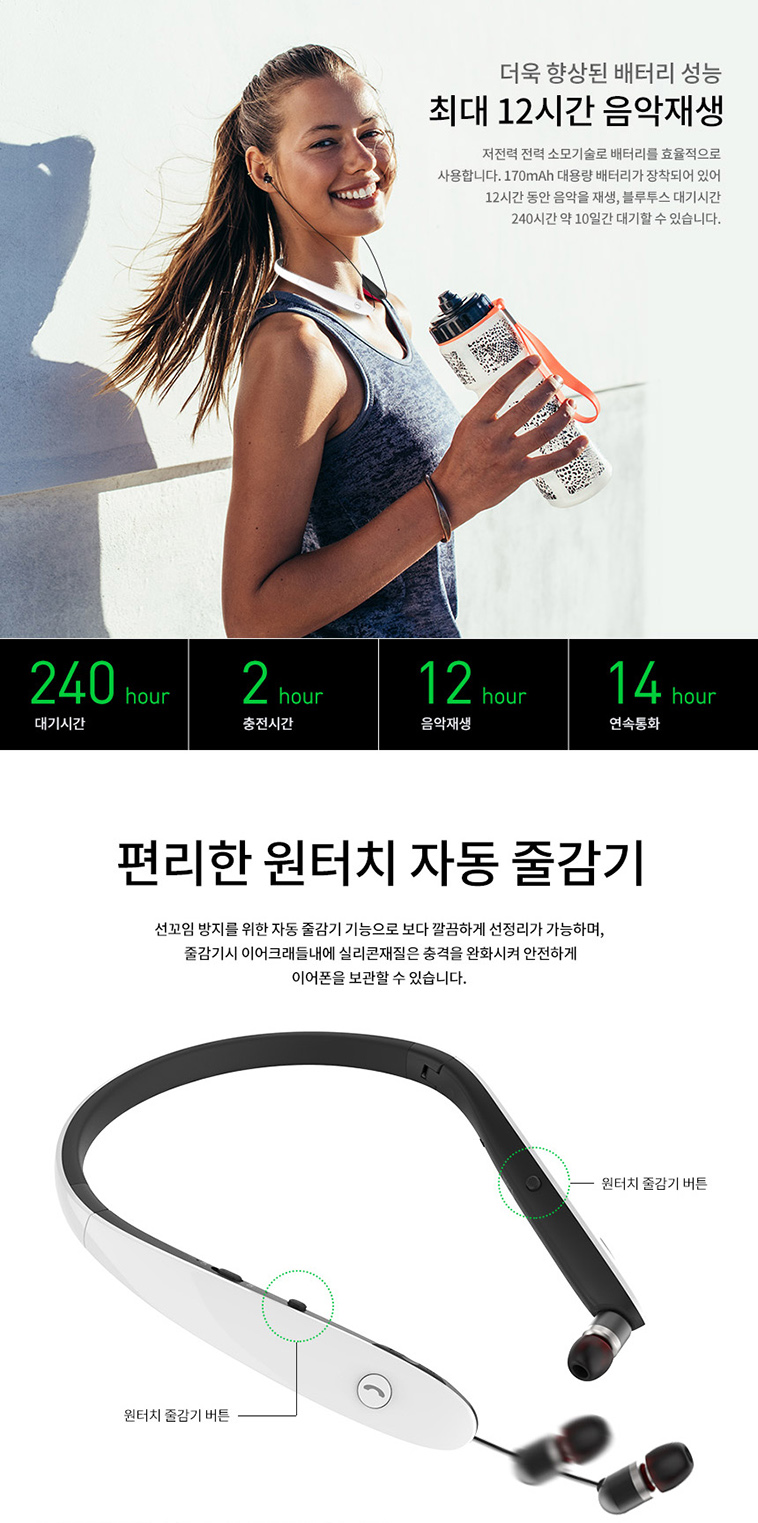 더욱 향상된 배터리 성능
최대 12시간 음악재생
저전력 전력 소모기술로 배터리를 효율적으로
사용합니다. 170mAh 대용량 배터리가 장착되어 있어
12시간 동안 음악을 재생, 블루투스 대기시간
240시간 약 10일간 대기할 수 있습니다.
240 hour
대기시간
2 hour
충전시간
12 hour
음악재생
14 hour
연속통화
편리한 원터치 자동 줄감기
선꼬임 방지를 위한 자동 줄감기 기능으로 보다 깔끔하게 선정리가 가능하며,
줄감기시 이어크래들내에 실리콘재질은 충격을 완화시켜 안전하게
이어폰을 보관할 수 있습니다.
원터치 줄감기 버튼
원터치 줄감기 버튼